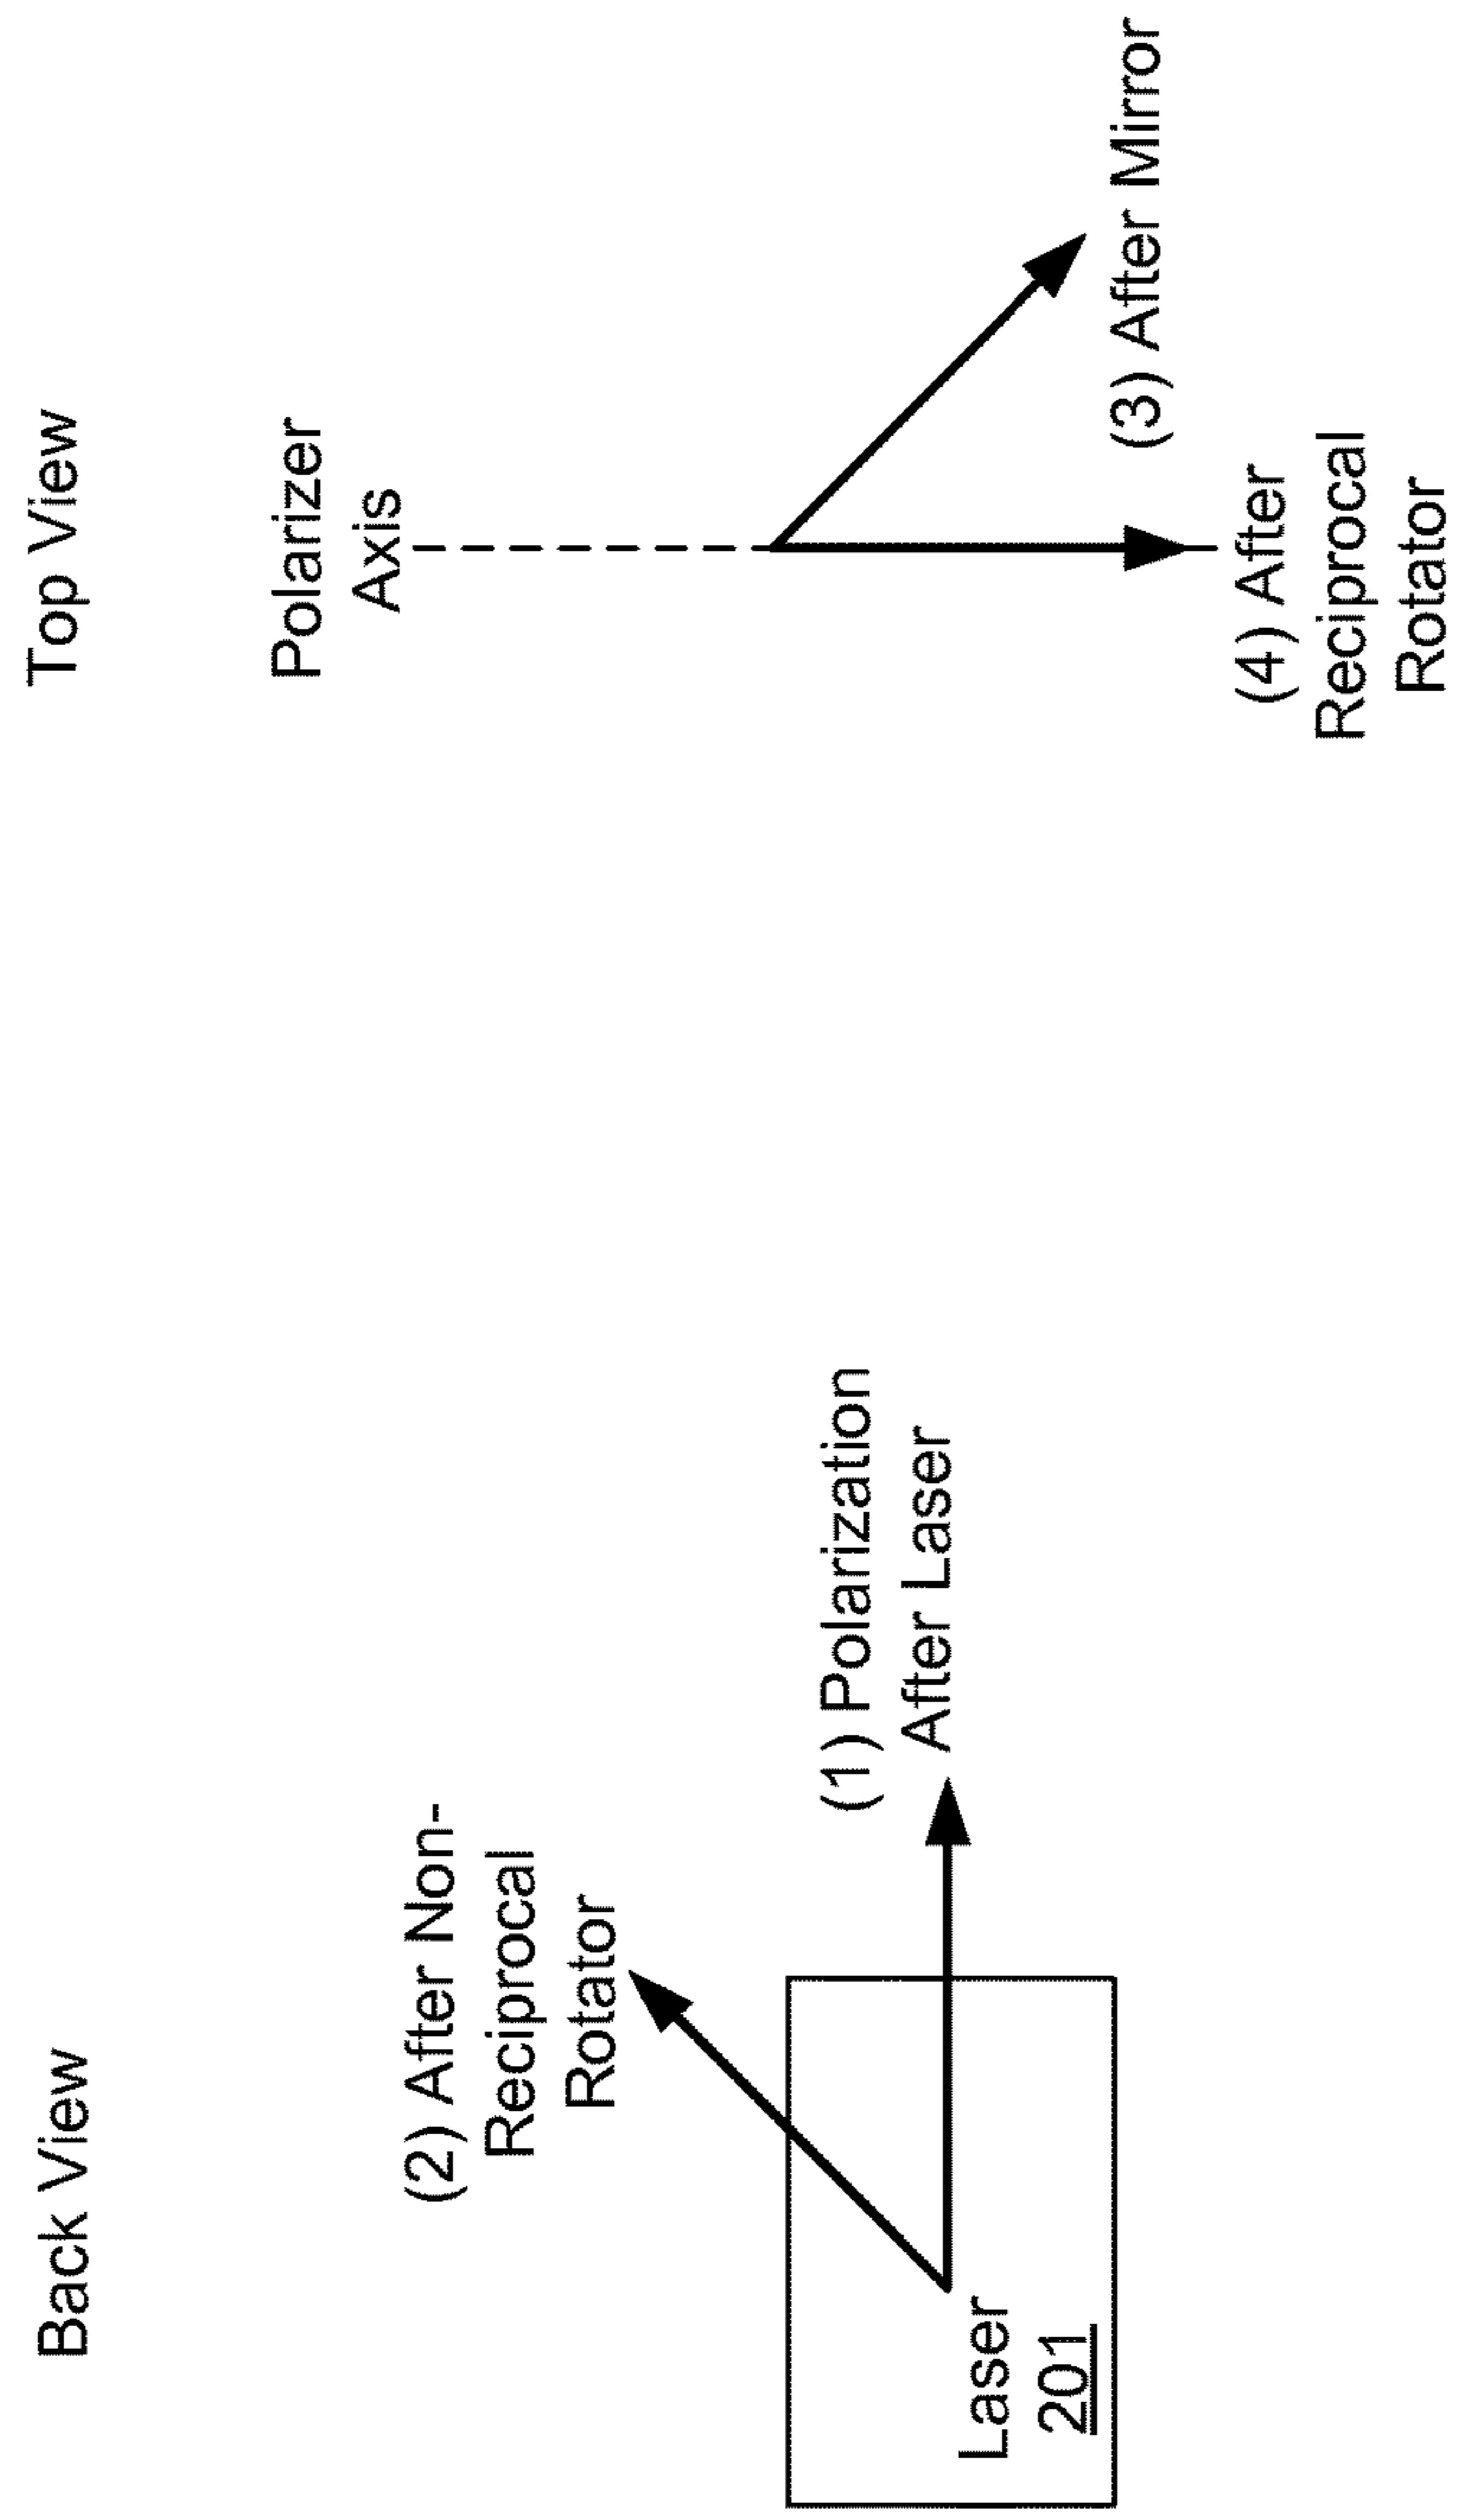 Back View
(2) After Non-
Reciprocal
Rotator
(1) Polarization
After Laser
Laser
201
Top View
Polarizer
Axis
(3) After Mirror
(4) After
Reciprocal
Rotator